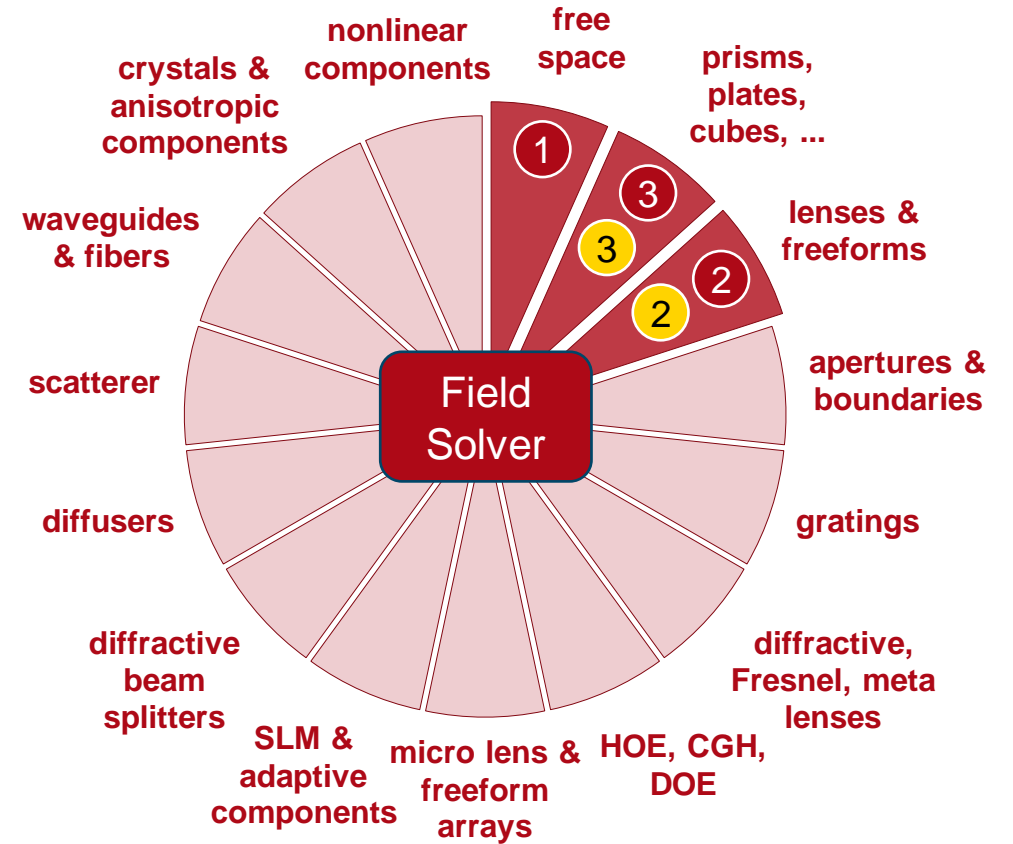 free
space
prisms,
plates,
cubes, ...
lenses &
freeforms
apertures &
boundaries
gratings
diffractive,
Fresnel, meta
lenses
HOE, CGH,
DOE
micro lens &
freeform
arrays
SLM &
adaptive
components
diffractive
beam
splitters
diffusers
scatterer
waveguides
& fibers
crystals &
anisotropic
components
nonlinear
components
1
3
3
2
2
Field
Solver